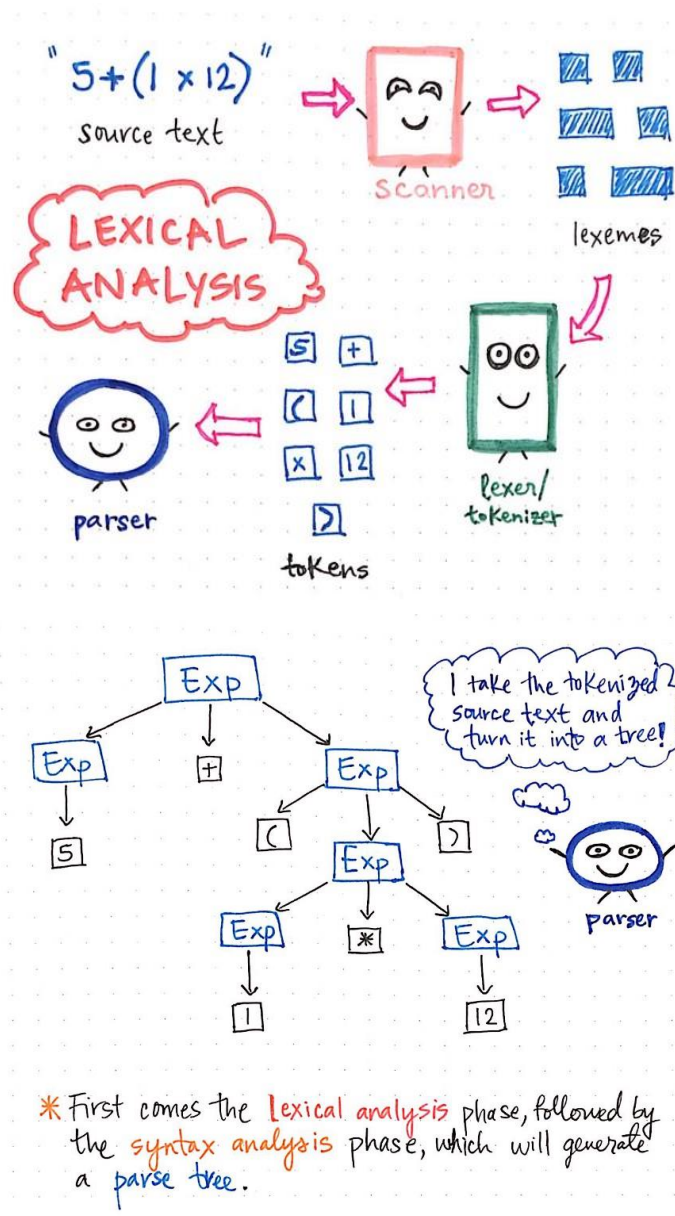 "5+(1 x 12)"
source text
scanner
lexemes
LEXICAL
ANALYSIS
5 +
( 1
x 12
)
tokens
lexer/
tokenizer
parser
Exp
Exp + Exp
5 ( Exp )
Exp * Exp
1 12
I take the tokenized
source text and
turn it into a tree!
parser
* First comes the lexical analysis phase, followed by
the syntax analysis phase, which will generate
a parse tree.